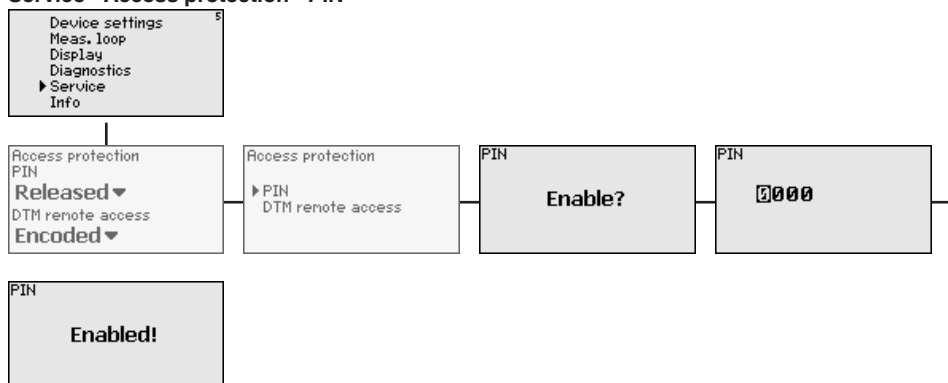 Service - Access protection - PIN
Device settings 5
Meas. loop
Display
Diagnostics
Service
Info
Access protection
PIN
Released
DTM remote access
Encoded
Access protection
PIN
DTM remote access
PIN
Enable?
PIN
5000
PIN
Enabled!